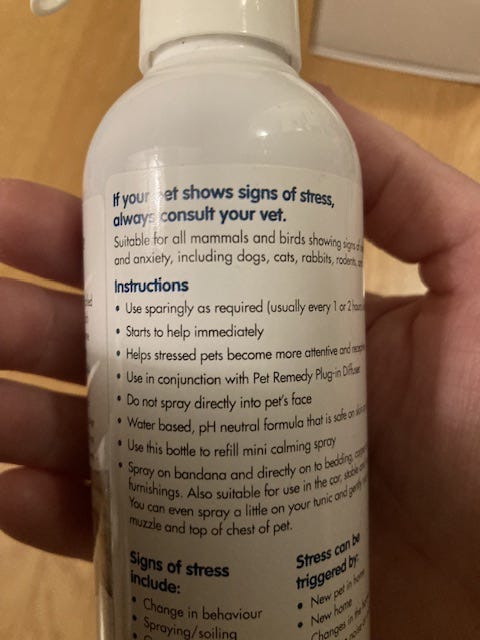 If your et shows signs of stress,
always consult your vet.
Suitable for all mammals and birds showing signs of
and anxiety, including dogs, cats, rabbits, rodents,
Instructions
• Use sparingly as required (usually every 1 or 2 hours
• Starts to help immediately
• Helps stressed pets become more attentive and
• Use in conjunction with Pet Remedy Plug-in Diffuser
• Do not spray directly into pet's face
• Water based, pH neutral formula that is safe on
• Use this bottle to refill mini calming spray
• Spray on bandana and directly on to bedding,
furnishings. Also suitable for use in the car, stable
You can even spray a little on your tunic and gently
muzzle and top of chest of pet.
Signs of stress
include:
• Change in behaviour
• Spraying/soiling
Stress can be
triggered by:
• New pet in
• New home
• Changes in the